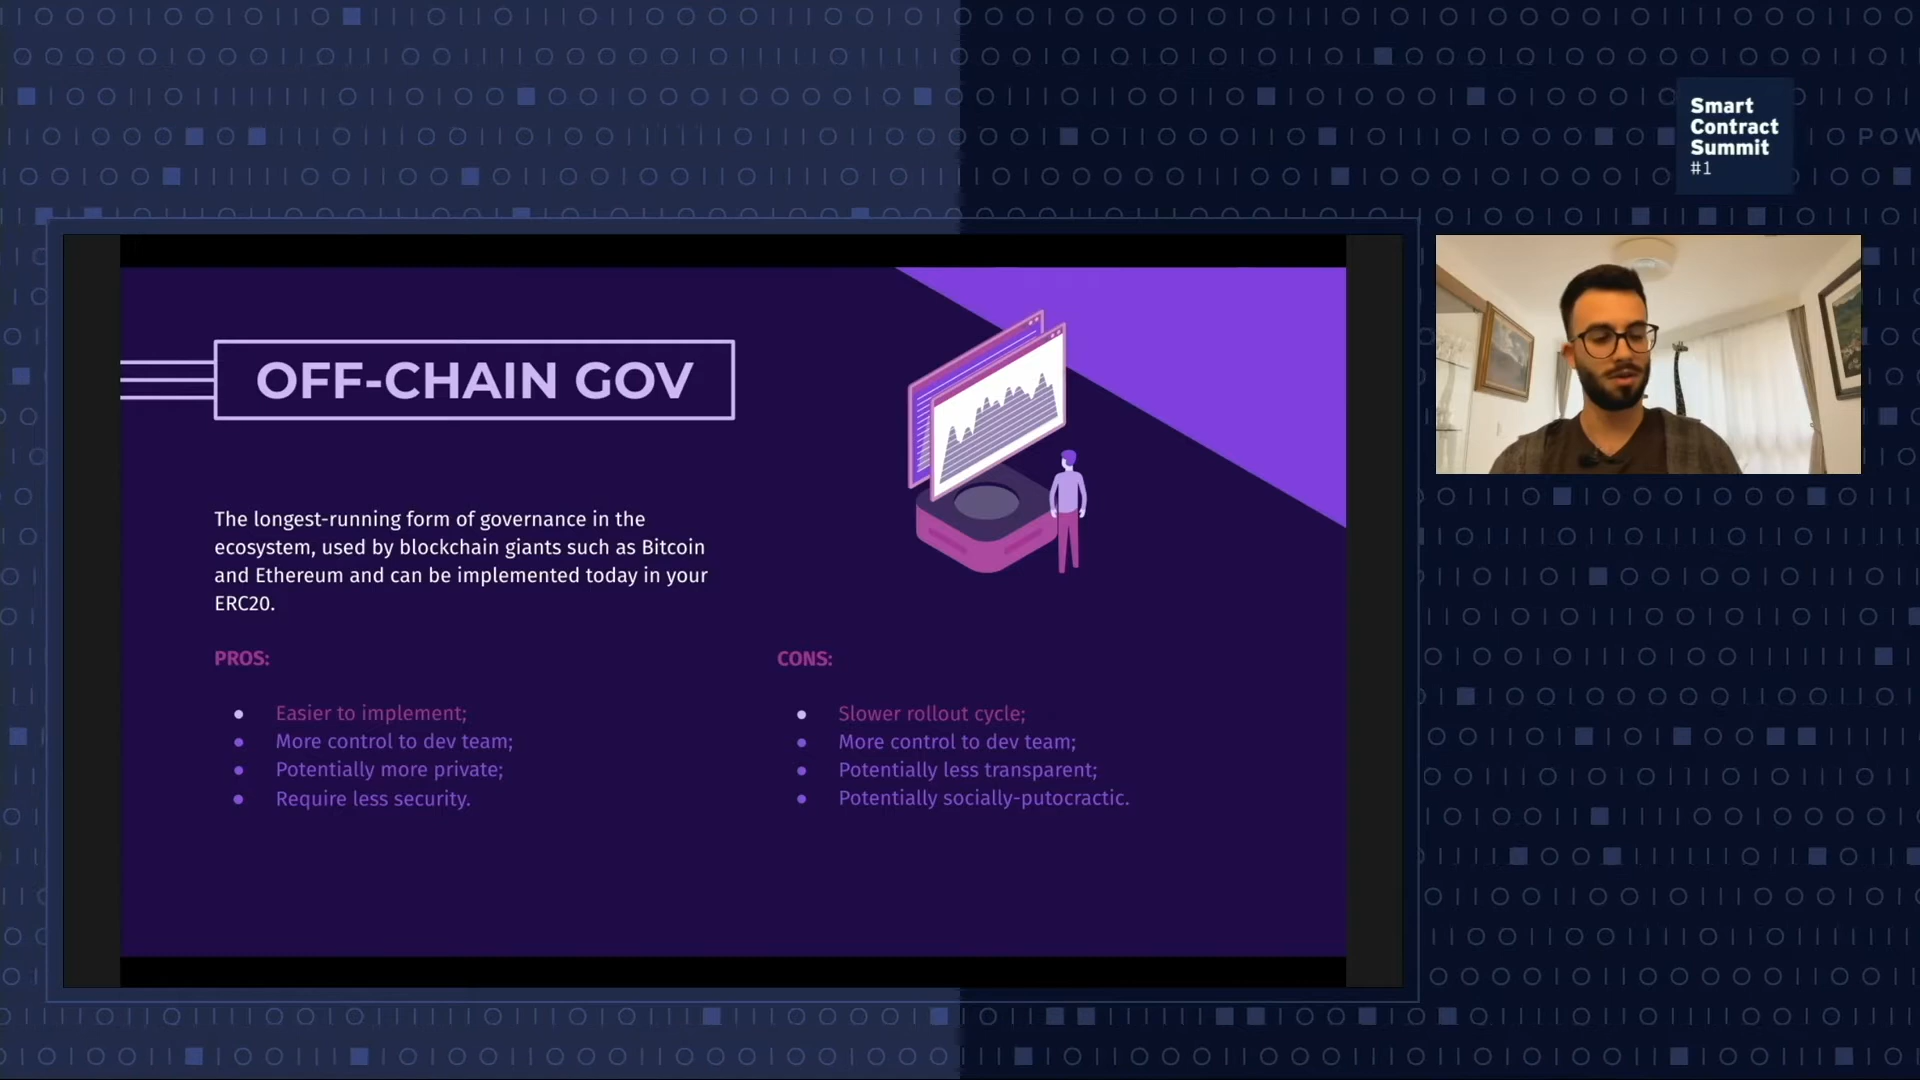 Smart
Contract
Summit
#1
POW
OFF-CHAIN GOV
The longest-running form of governance in the
ecosystem, used by blockchain giants such as Bitcoin
and Ethereum and can be implemented today in your
ERC20.
PROS:
Easier to implement;
More control to dev team;
Potentially more private;
Require less security.
CONS:
Slower rollout cycle;
More control to dev team;
Potentially less transparent;
Potentially socially-putocractic.